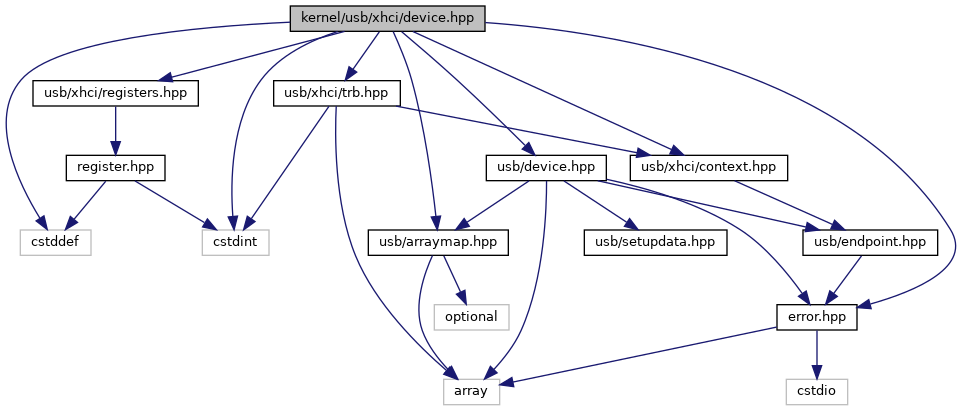 kernel/usb/xhci/device.hpp
usb/xhci/registers.hpp
usb/xhci/trb.hpp
register.hpp
usb/device.hpp
usb/xhci/context.hpp
cstddef
cstdint
usb/arraymap.hpp
usb/setupdata.hpp
usb/endpoint.hpp
optional
error.hpp
array
cstdio